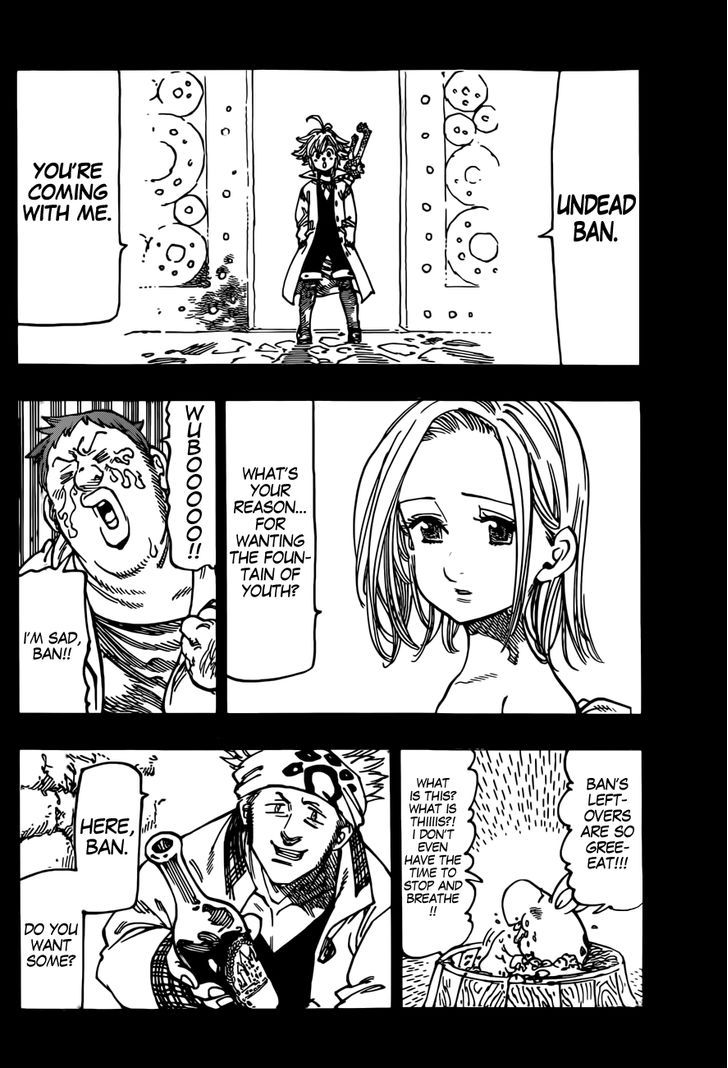 UNDEAD
BAN.
YOU'RE
COMING
WITH ME.
WHAT'S
YOUR
REASON...
FOR
WANTING
THE FOUN-
TAIN OF
YOUTH?
WUBOOOOO!!
I'M SAD,
BAN!!
BAN'S
LEFT-
OVERS
ARE SO
GREE-
EAT!!!
WHAT
IS THIS?
WHAT IS
THIIIIS?!
I DON'T
EVEN
HAVE THE
TIME TO
STOP AND
BREATHE
!!
HERE,
BAN.
DO YOU
WANT
SOME?